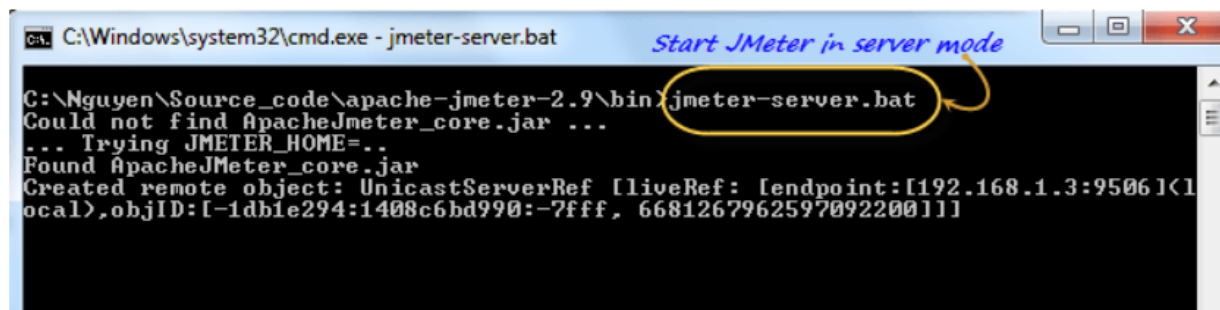 C:\Windows\system32\cmd.exe - jmeter-server.bat
Start JMeter in server mode
C:\Nguyen\Source_code\apache-jmeter-2.9\bin>jmeter-server.bat
Could not find ApacheJmeter_core.jar ...
... Trying JMETER_HOME=..
Found ApacheJMeter_core.jar
Created remote object: UnicastServerRef [liveRef: [endpoint:[192.168.1.3:9506](l
ocal),objID:[-1db1e294:1408c6bd990:-7fff, 6681267962597092200]]]